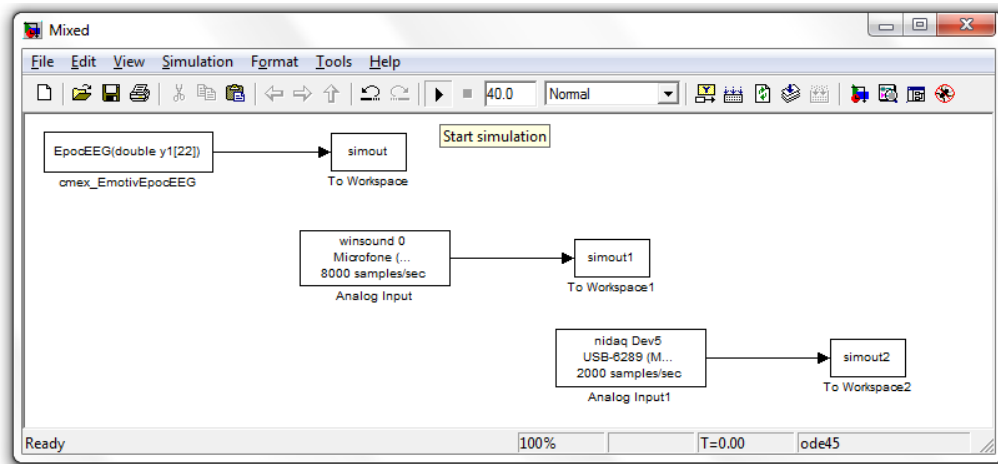 Mixed
File Edit View Simulation Format Tools Help
40.0 Normal
Start simulation
EpocEEG(double y1[22])
cmex_EmotivEpocEEG
simout
To Workspace
winsound 0
Microfone (...
8000 samples/sec
Analog Input
simout1
To Workspace1
nidaq Dev5
USB-6289 (M...
2000 samples/sec
Analog Input1
simout2
To Workspace2
Ready 100% T=0.00 ode45